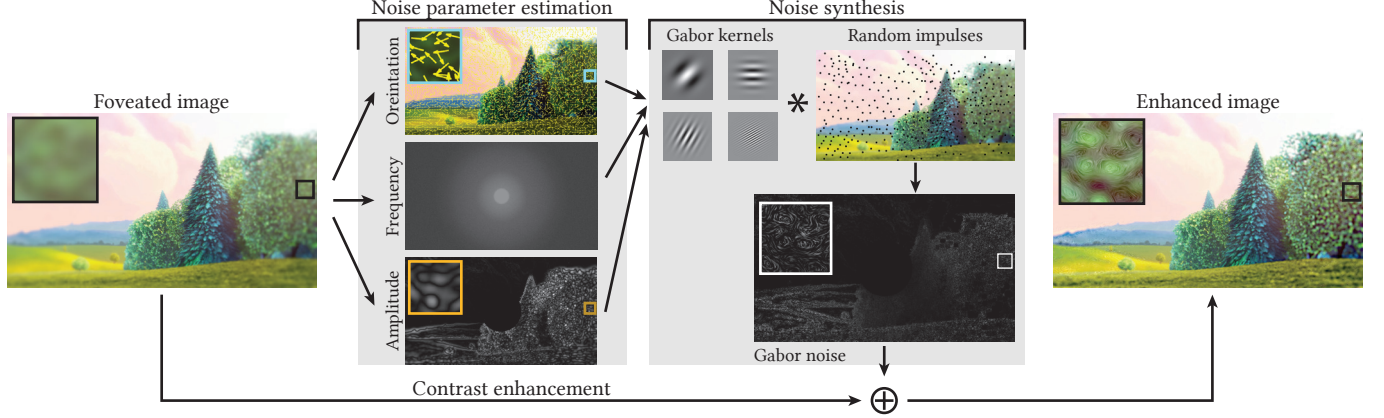 Noise parameter estimation
Noise synthesis
Foveated image
Oreintation
Frequency
Amplitude
Gabor kernels
Random impulses
*
Gabor noise
Enhanced image
Contrast enhancement